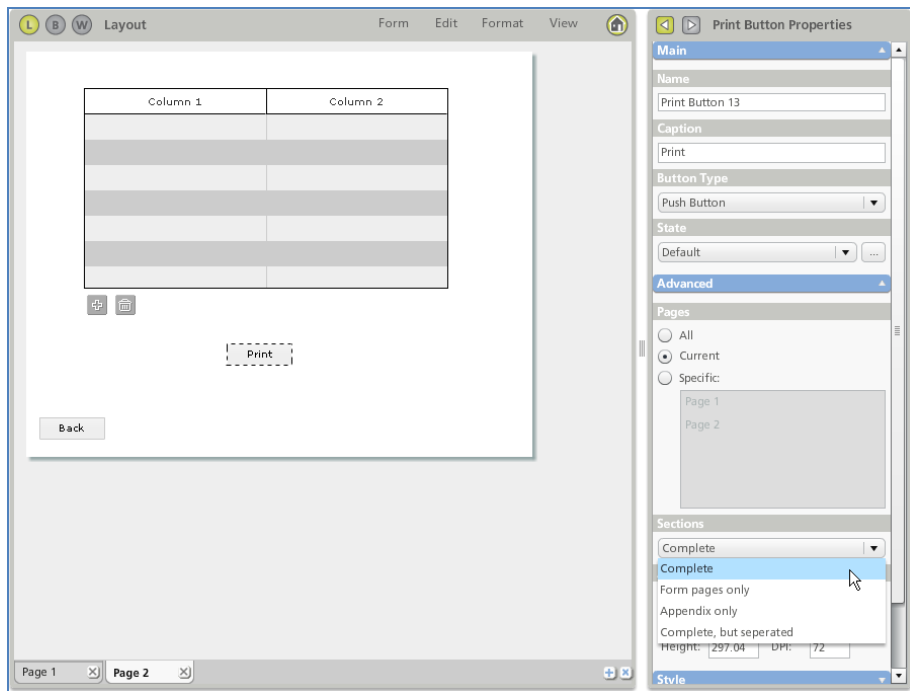 L B W Layout Form Edit Format View
Column 1 Column 2
Print
Back
Page 1 Page 2
Print Button Properties
Main
Name
Print Button 13
Caption
Print
Button Type
Push Button
State
Default ...
Advanced
Pages
All
Current
Specific:
Page 1
Page 2
Sections
Complete
Complete
Form pages only
Appendix only
Complete, but seperated
Height: 297.04 DPI: 72
Style